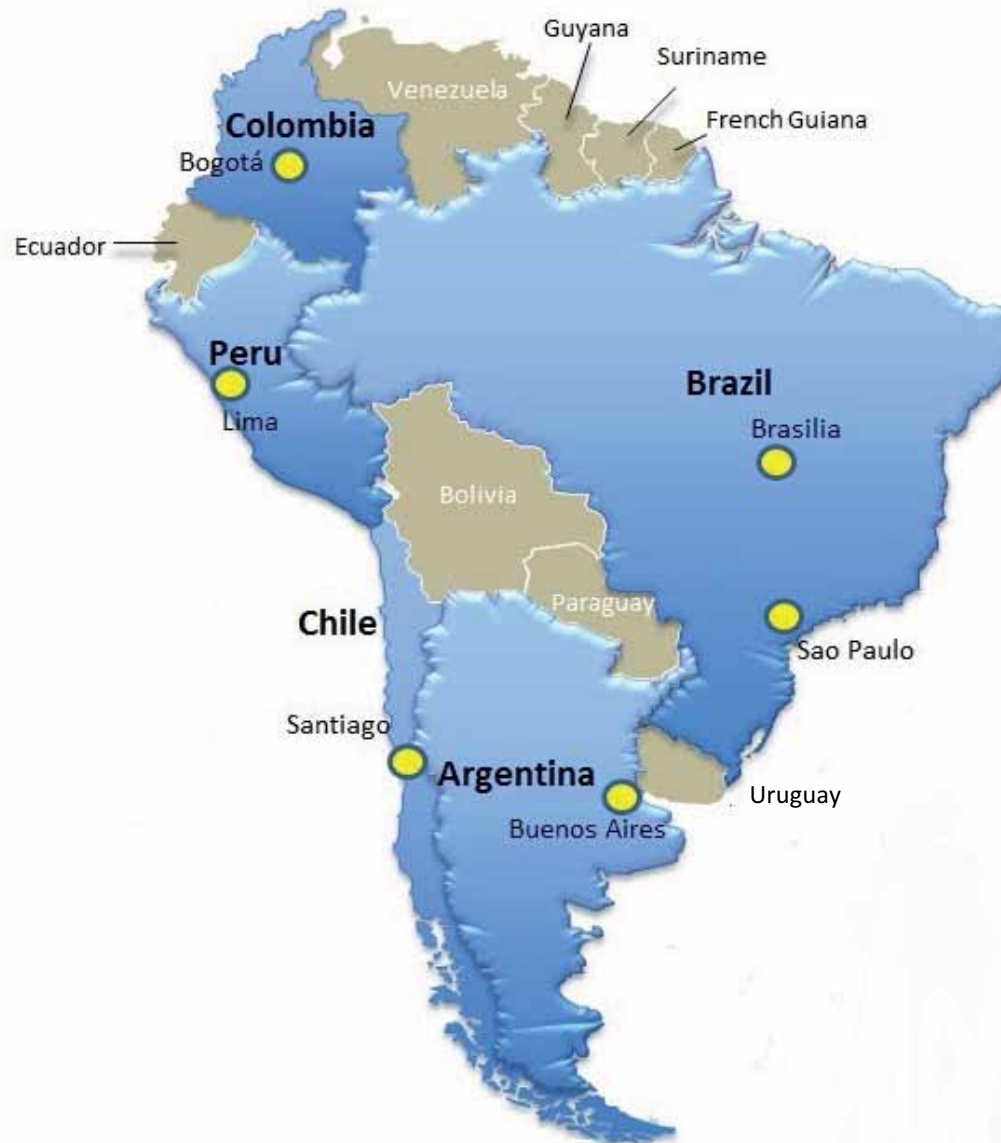 Guyana
Suriname
Venezuela
French Guiana
Colombia
Bogotá
Ecuador
Peru
Lima
Brazil
Brasilia
Bolivia
Paraguay
Chile
Sao Paulo
Santiago
Argentina
Uruguay
Buenos Aires